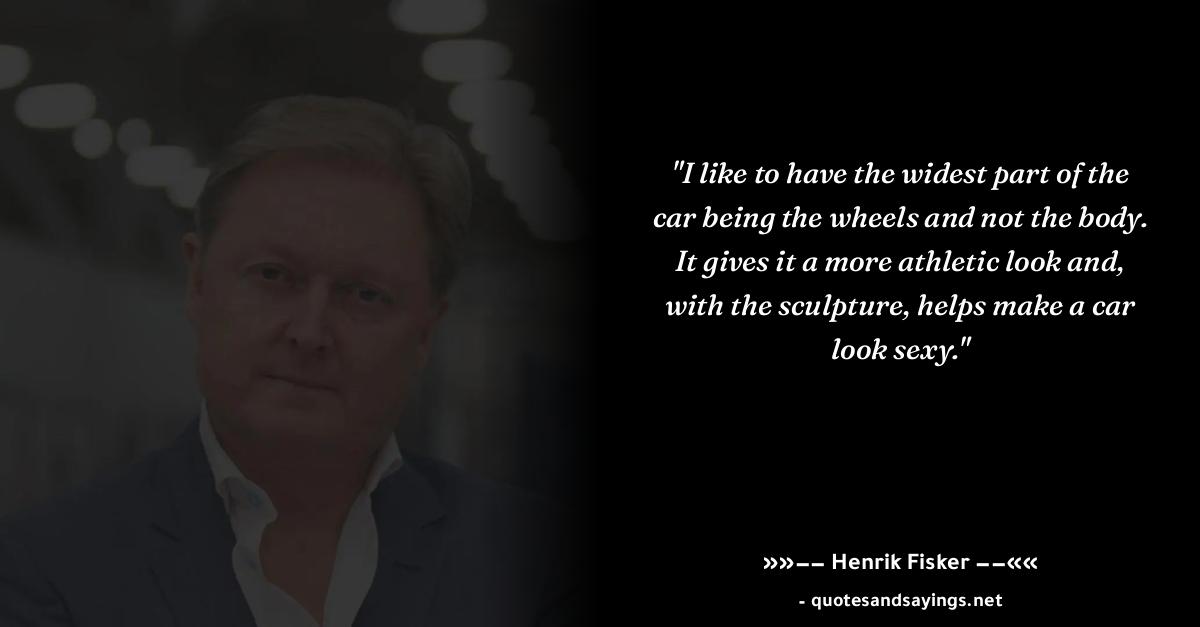 "I like to have the widest part of the
car being the wheels and not the body.
It gives it a more athletic look and,
with the sculpture, helps make a car
look sexy."
»»−− Henrik Fisker −−««
- quotesandsayings.net